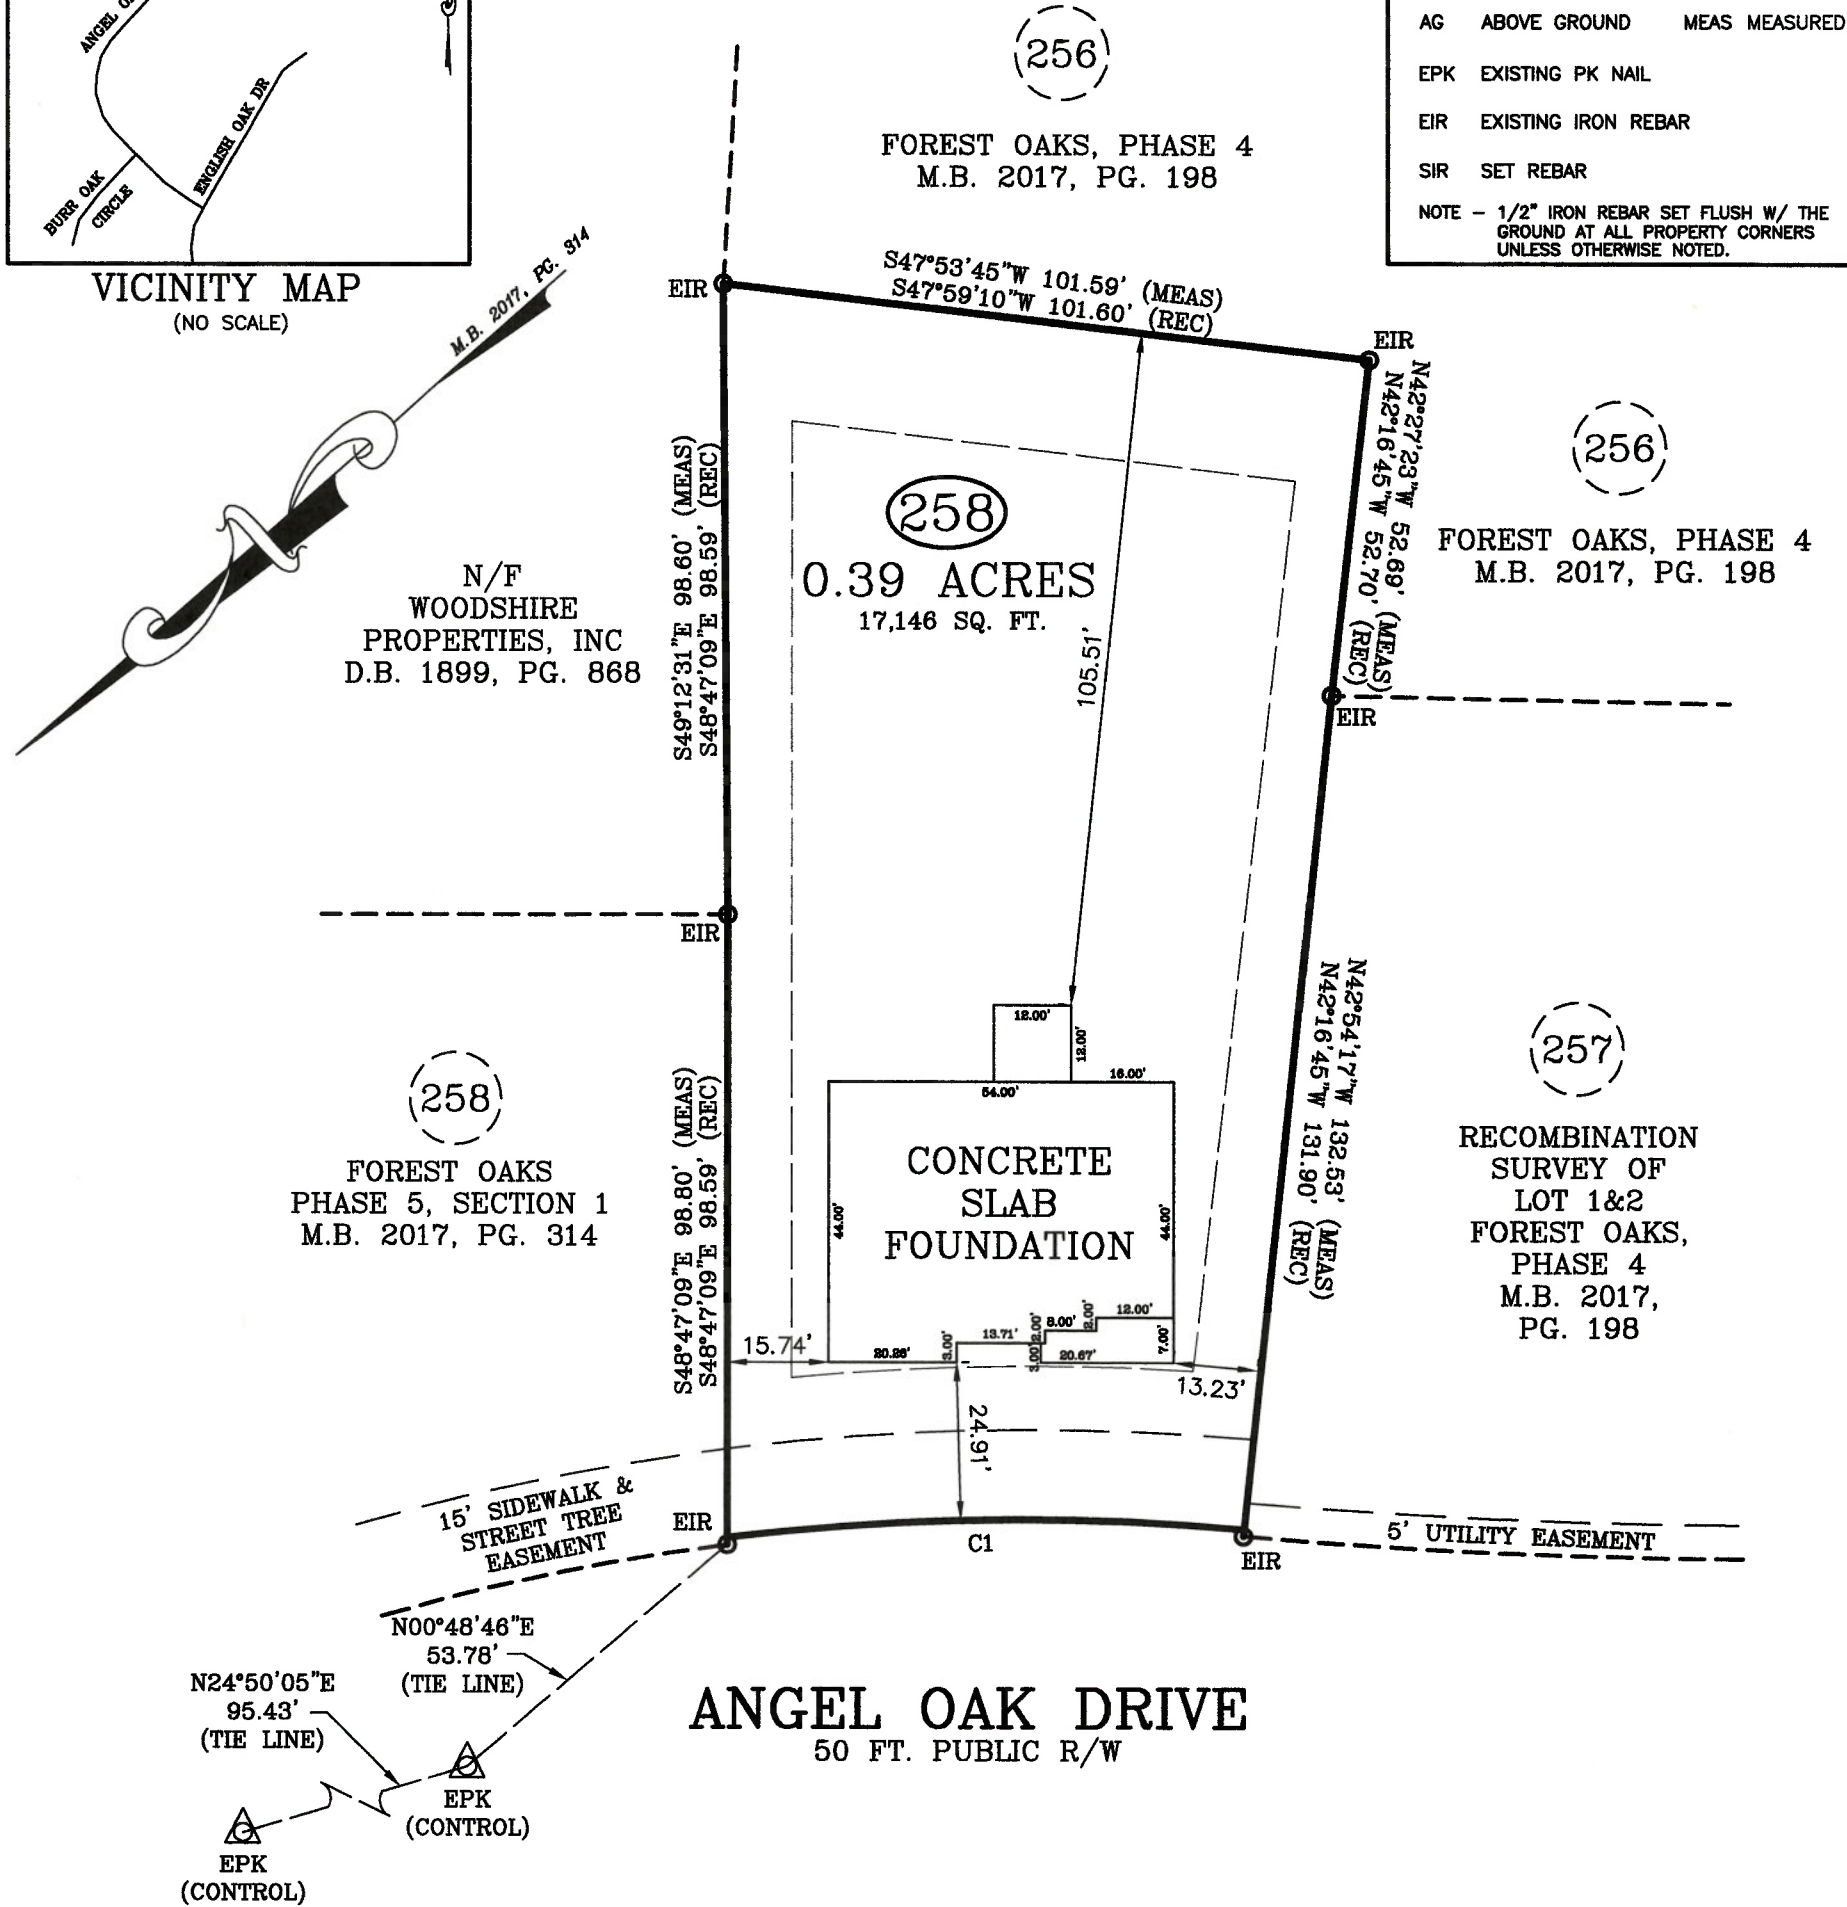 ANGEL
BURR OAK
CIRCLE
ENGLISH OAK DR
VICINITY MAP
(NO SCALE)
M.B. 2017, PG. 314
AG ABOVE GROUND MEAS MEASURED
EPK EXISTING PK NAIL
EIR EXISTING IRON REBAR
SIR SET REBAR
NOTE - 1/2" IRON REBAR SET FLUSH W/ THE
GROUND AT ALL PROPERTY CORNERS
UNLESS OTHERWISE NOTED.
256
FOREST OAKS, PHASE 4
M.B. 2017, PG. 198
EIR
S47°53'45"W 101.59' (MEAS)
S47°59'10"W 101.60' (REC)
EIR
N42°27'23"W 52.69' (MEAS)
N42°16'45"W 52.70' (REC)
256
FOREST OAKS, PHASE 4
M.B. 2017, PG. 198
EIR
N/F
WOODSHIRE
PROPERTIES, INC
D.B. 1899, PG. 868
S49°12'31"E 98.60' (MEAS)
S48°47'09"E 98.59' (REC)
258
0.39 ACRES
17,146 SQ. FT.
105.51'
EIR
258
FOREST OAKS
PHASE 5, SECTION 1
M.B. 2017, PG. 314
S48°47'09"E 98.80' (MEAS)
S48°47'09"E 98.59' (REC)
12.00'
12.00'
16.00'
54.00'
CONCRETE
SLAB
FOUNDATION
44.00'
44.00'
12.00'
2.00'
8.00'
2.00'
13.71'
3.00'
7.00'
20.26'
3.00'
20.67'
15.74'
13.23'
24.91'
N42°54'17"W 132.53' (MEAS)
N42°16'45"W 131.90' (REC)
257
RECOMBINATION
SURVEY OF
LOT 1&2
FOREST OAKS,
PHASE 4
M.B. 2017,
PG. 198
15' SIDEWALK &
STREET TREE
EASEMENT
EIR
C1
EIR
5' UTILITY EASEMENT
N00°48'46"E
53.78'
(TIE LINE)
N24°50'05"E
95.43'
(TIE LINE)
EPK
(CONTROL)
EPK
(CONTROL)
ANGEL OAK DRIVE
50 FT. PUBLIC R/W